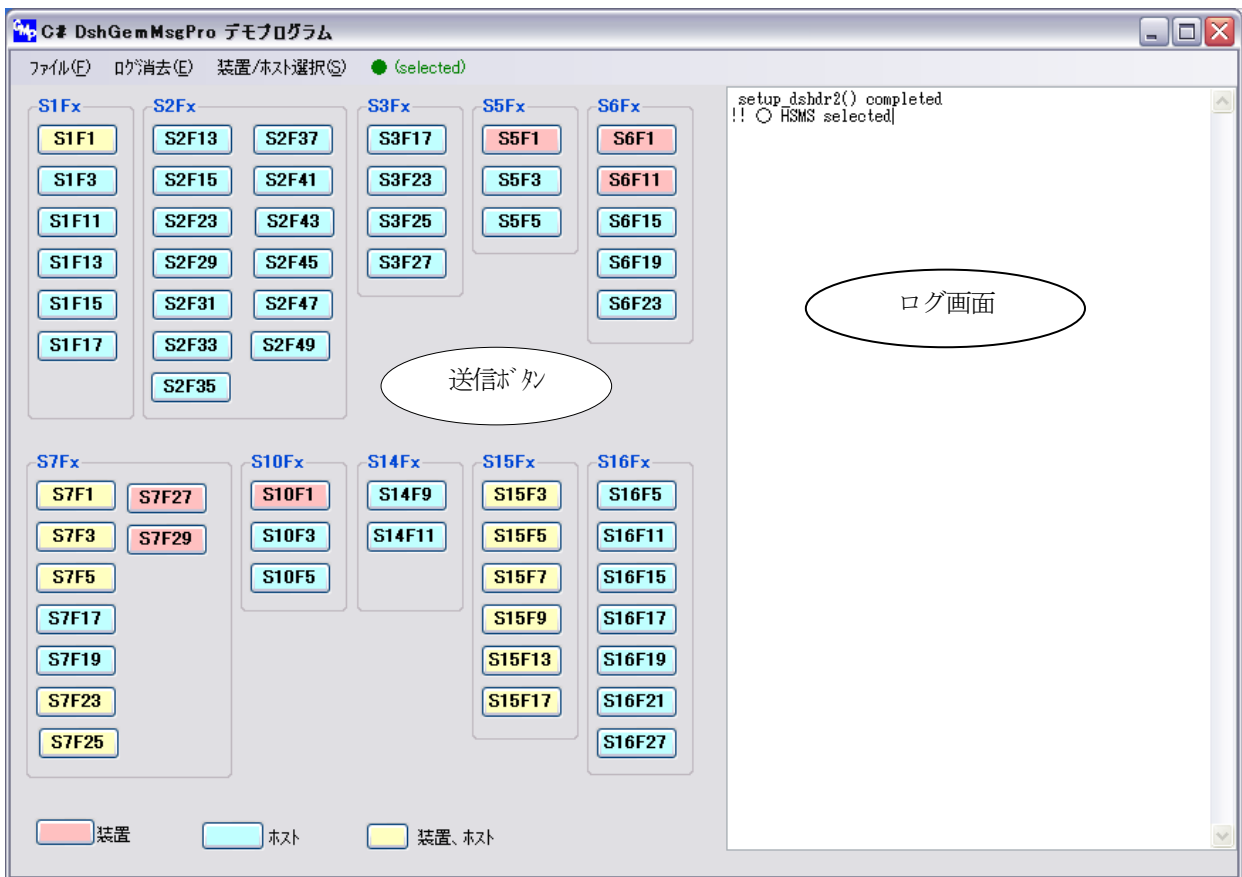 C# DshGemMsgPro デモプログラム
ファイル(F) ログ消去(E) 装置/ホスト選択(S) ● (selected)
S1Fx
S1F1
S1F3
S1F11
S1F13
S1F15
S1F17
S2Fx
S2F13 S2F37
S2F15 S2F41
S2F23 S2F43
S2F29 S2F45
S2F31 S2F47
S2F33 S2F49
S2F35
S3Fx
S3F17
S3F23
S3F25
S3F27
S5Fx
S5F1
S5F3
S5F5
S6Fx
S6F1
S6F11
S6F15
S6F19
S6F23
送信ボタン
setup_dshdr2() completed
!! ○ HSMS selected
ログ画面
S7Fx
S7F1 S7F27
S7F3 S7F29
S7F5
S7F17
S7F19
S7F23
S7F25
S10Fx
S10F1
S10F3
S10F5
S14Fx
S14F9
S14F11
S15Fx
S15F3
S15F5
S15F7
S15F9
S15F13
S15F17
S16Fx
S16F5
S16F11
S16F15
S16F17
S16F19
S16F21
S16F27
装置 ホスト 装置、ホスト